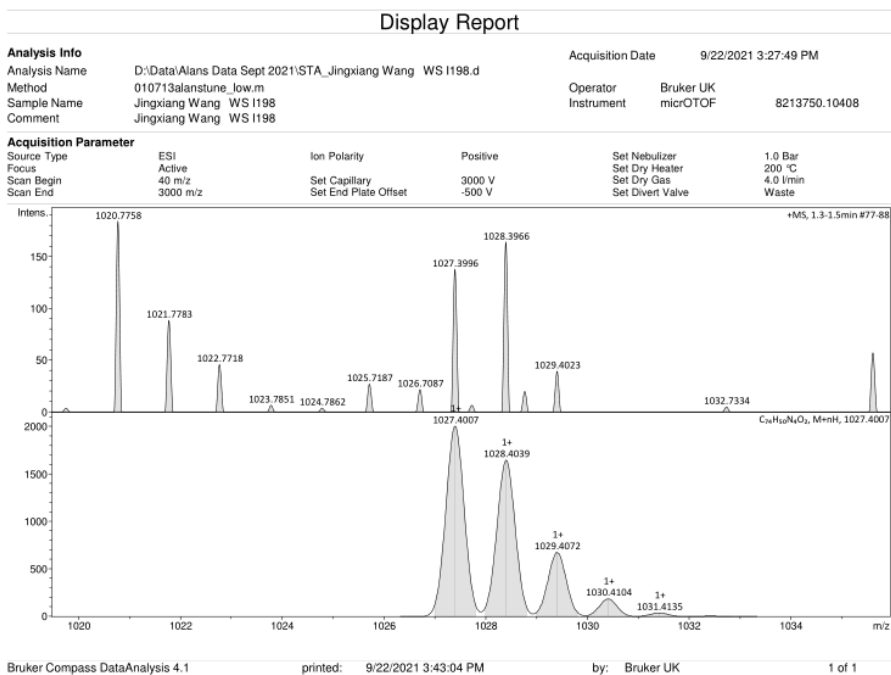 Display Report
Analysis Info
Acquisition Date 9/22/2021 3:27:49 PM
Analysis Name D:\Data\Alans Data Sept 2021\STA_Jingxiang Wang WS I198.d
Method 010713alanstune_low.m
Operator Bruker UK
Sample Name Jingxiang Wang WS I198
Instrument micrOTOF 8213750.10408
Comment Jingxiang Wang WS I198
Acquisition Parameter
Source Type ESI Ion Polarity Positive Set Nebulizer 1.0 Bar
Focus Active Set Dry Heater 200 °C
Scan Begin 40 m/z Set Capillary 3000 V Set Dry Gas 4.0 l/min
Scan End 3000 m/z Set End Plate Offset -500 V Set Divert Valve Waste
Intens.
+MS, 1.3-1.5min #77-88
1020.7758
1028.3966
150
1027.3996
100
1021.7783
50
1022.7718
1029.4023
1025.7187
1026.7087
1023.7851
1024.7862
1032.7334
0
1+
2000
1027.4007
C₇₄H₅₀N₄O₂, M+nH, 1027.4007
1+
1028.4039
1500
1000
1+
1029.4072
500
1+
1030.4104
1+
1031.4135
0
1020 1022 1024 1026 1028 1030 1032 1034 m/z
Bruker Compass DataAnalysis 4.1 printed: 9/22/2021 3:43:04 PM by: Bruker UK 1 of 1